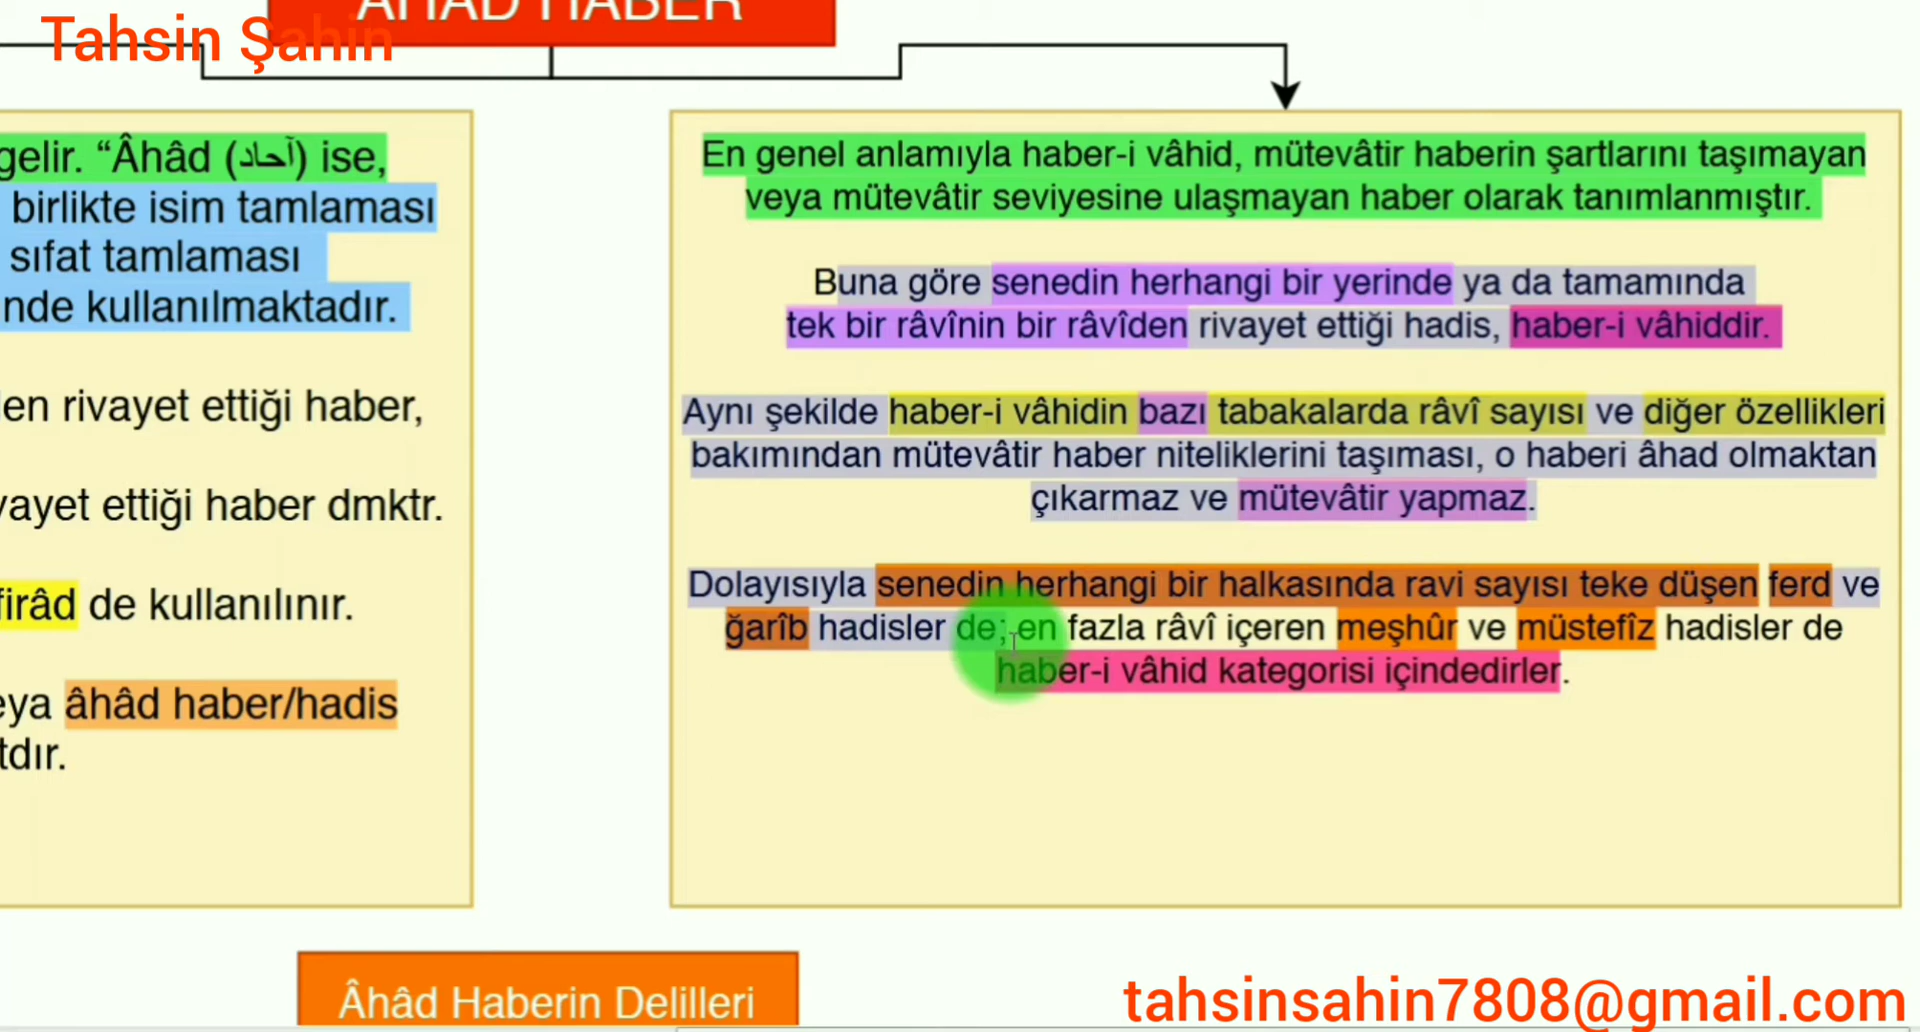 ÂHAD HABER
Tahsin Şahin
gelir. “Âhâd (آحاد) ise,
birlikte isim tamlaması
sıfat tamlaması
nde kullanılmaktadır.
en rivayet ettiği haber,
vayet ettiği haber dmktr.
firâd de kullanılınır.
eya âhâd haber/hadis
tdır.
En genel anlamıyla haber-i vâhid, mütevâtir haberin şartlarını taşımayan
veya mütevâtir seviyesine ulaşmayan haber olarak tanımlanmıştır.
Buna göre senedin herhangi bir yerinde ya da tamamında
tek bir râvînin bir râvîden rivayet ettiği hadis, haber-i vâhiddir.
Aynı şekilde haber-i vâhidin bazı tabakalarda râvî sayısı ve diğer özellikleri
bakımından mütevâtir haber niteliklerini taşıması, o haberi âhad olmaktan
çıkarmaz ve mütevâtir yapmaz.
Dolayısıyla senedin herhangi bir halkasında ravi sayısı teke düşen ferd ve
ğarîb hadisler de; en fazla râvî içeren meşhûr ve müstefîz hadisler de
haber-i vâhid kategorisi içindedirler.
Âhâd Haberin Delilleri
tahsinsahin7808@gmail.com